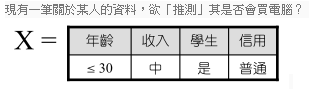 現有一筆關於某人的資料，欲「推測」其是否會買電腦？
X =
年齡 收入 學生 信用
≤ 30 中 是 普通